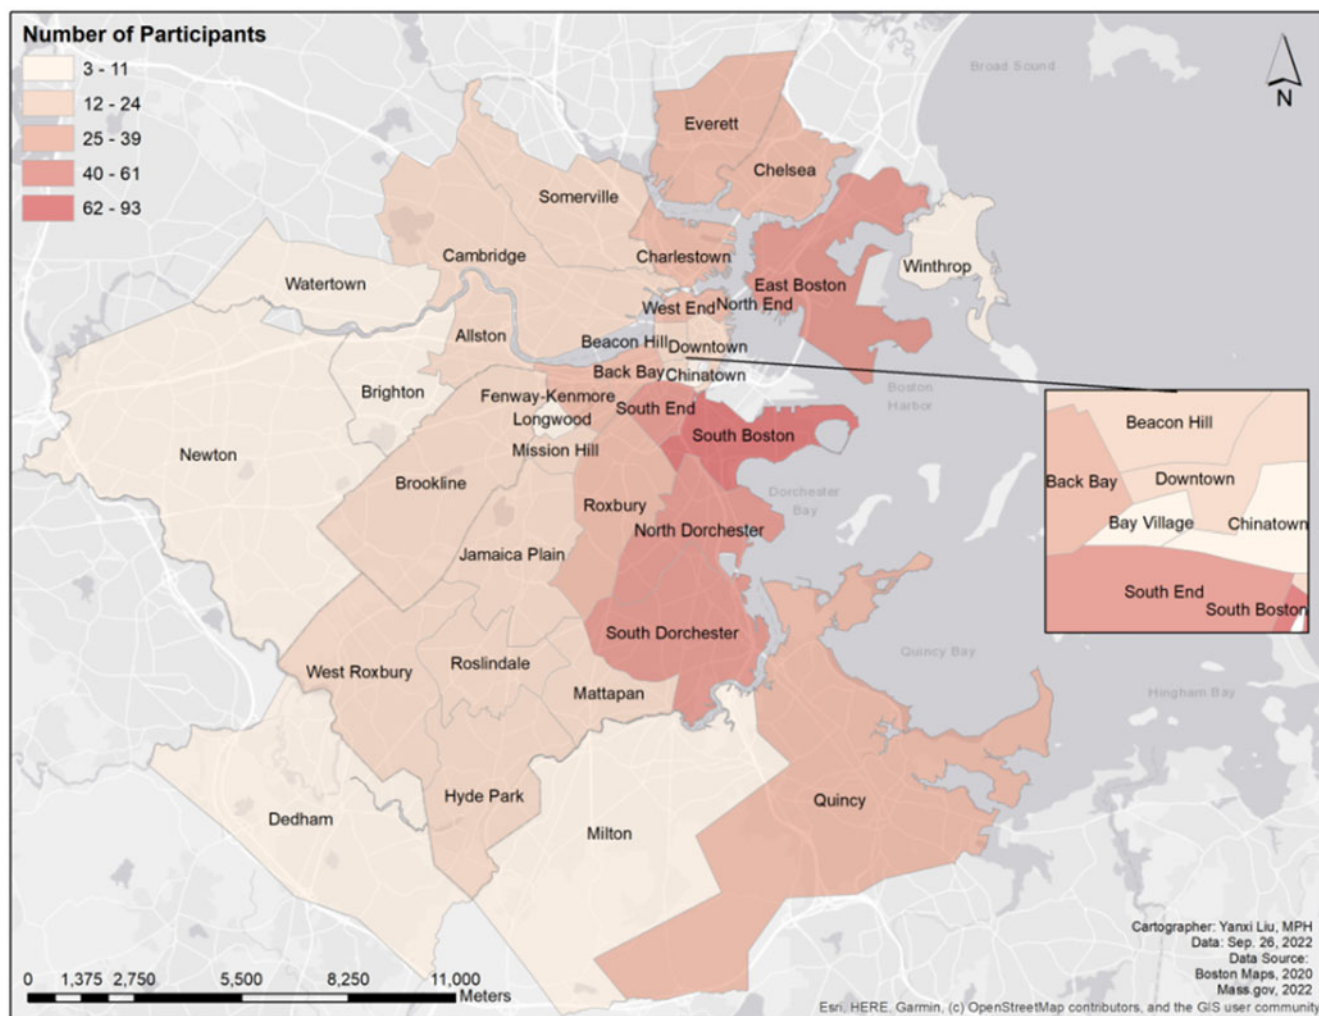 Number of Participants
3 - 11
12 - 24
25 - 39
40 - 61
62 - 93
Broad Sound
N
Everett
Chelsea
Somerville
Charlestown
Cambridge
Winthrop
Watertown
East Boston
West End
North End
Allston
Beacon Hill
Downtown
Back Bay
Chinatown
Brighton
Fenway-Kenmore
Boston
Harbor
South End
Longwood
South Boston
Mission Hill
Newton
Brookline
Roxbury
Dorchester
Bay
North Dorchester
Jamaica Plain
Beacon Hill
Back Bay
Downtown
Bay Village
Chinatown
South End
South Boston
South Dorchester
Quincy Bay
West Roxbury
Roslindale
Mattapan
Hingham Bay
Hyde Park
Quincy
Dedham
Milton
Cartographer: Yanxi Liu, MPH
Data: Sep. 26, 2022
Data Source:
Boston Maps, 2020
Mass.gov, 2022
0 1,375 2,750 5,500 8,250 11,000
Meters
Esri, HERE, Garmin, (c) OpenStreetMap contributors, and the GIS user community